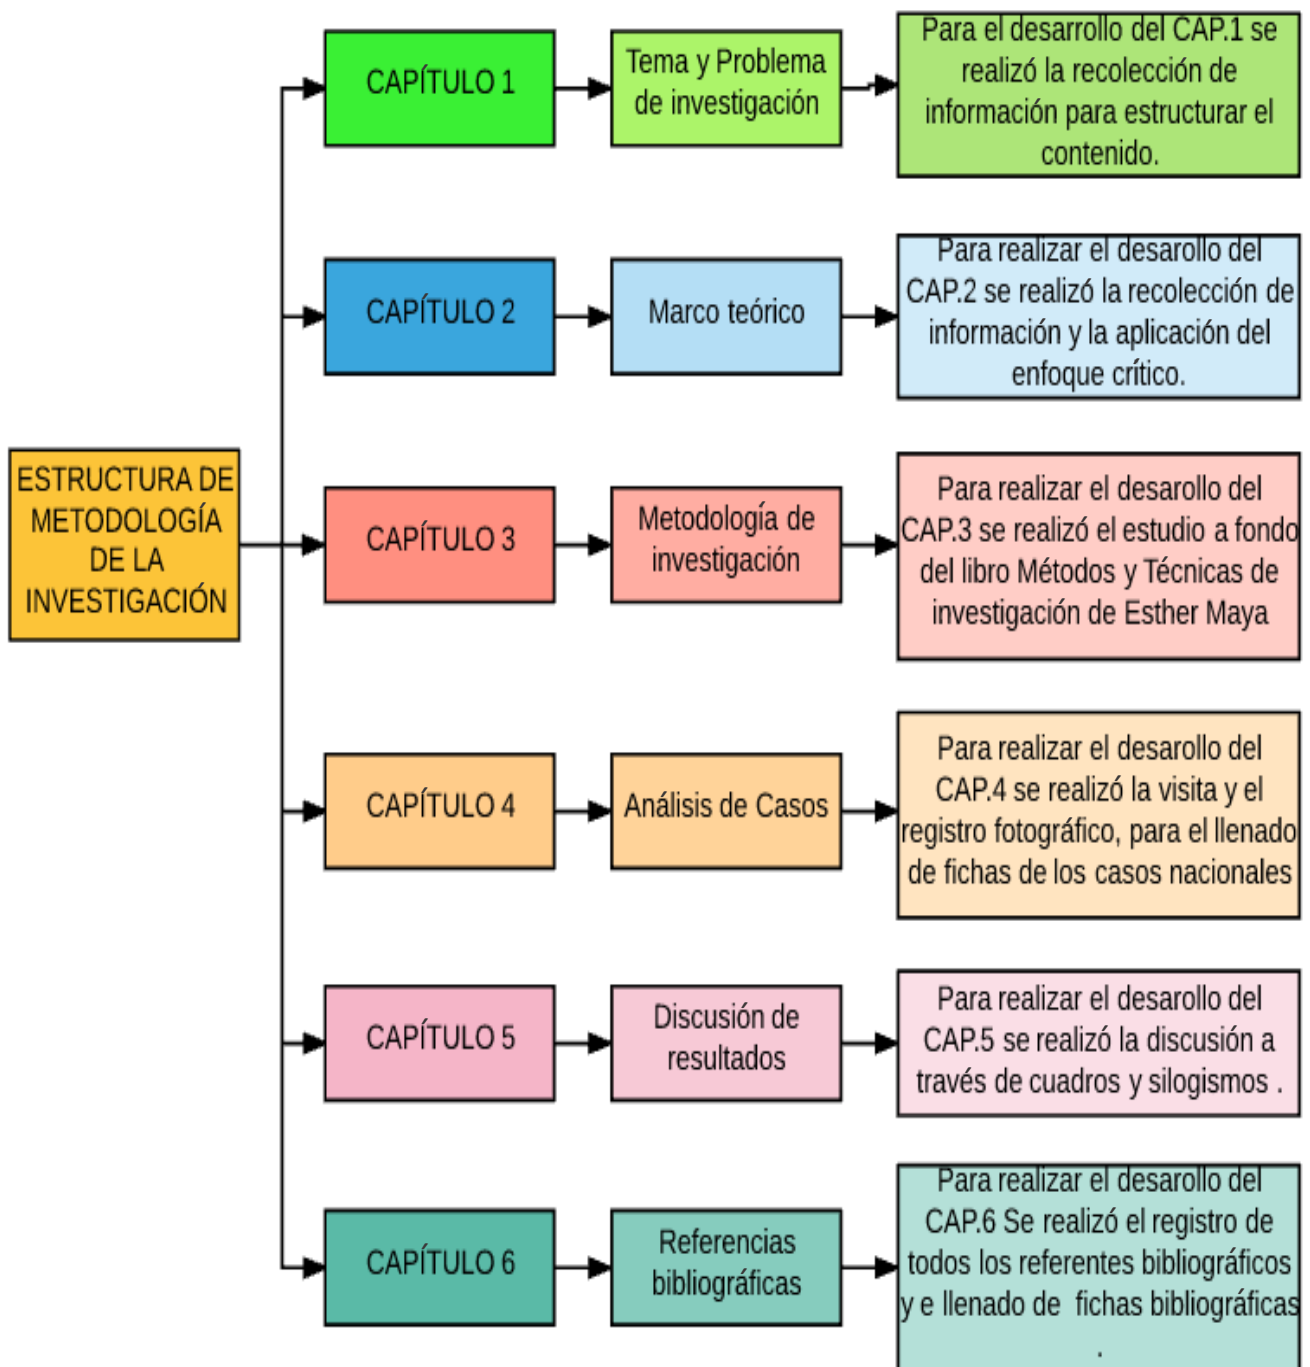 ESTRUCTURA DE
METODOLOGÍA
DE LA
INVESTIGACIÓN
CAPÍTULO 1
Tema y Problema
de investigación
Para el desarrollo del CAP.1 se
realizó la recolección de
información para estructurar el
contenido.
CAPÍTULO 2
Marco teórico
Para realizar el desarollo del
CAP.2 se realizó la recolección de
información y la aplicación del
enfoque crítico.
CAPÍTULO 3
Metodología de
investigación
Para realizar el desarollo del
CAP.3 se realizó el estudio a fondo
del libro Métodos y Técnicas de
investigación de Esther Maya
CAPÍTULO 4
Análisis de Casos
Para realizar el desarollo del
CAP.4 se realizó la visita y el
registro fotográfico, para el llenado
de fichas de los casos nacionales
CAPÍTULO 5
Discusión de
resultados
Para realizar el desarollo del
CAP.5 se realizó la discusión a
través de cuadros y silogismos .
CAPÍTULO 6
Referencias
bibliográficas
Para realizar el desarollo del
CAP.6 Se realizó el registro de
todos los referentes bibliográficos
y e llenado de fichas bibliográficas
.